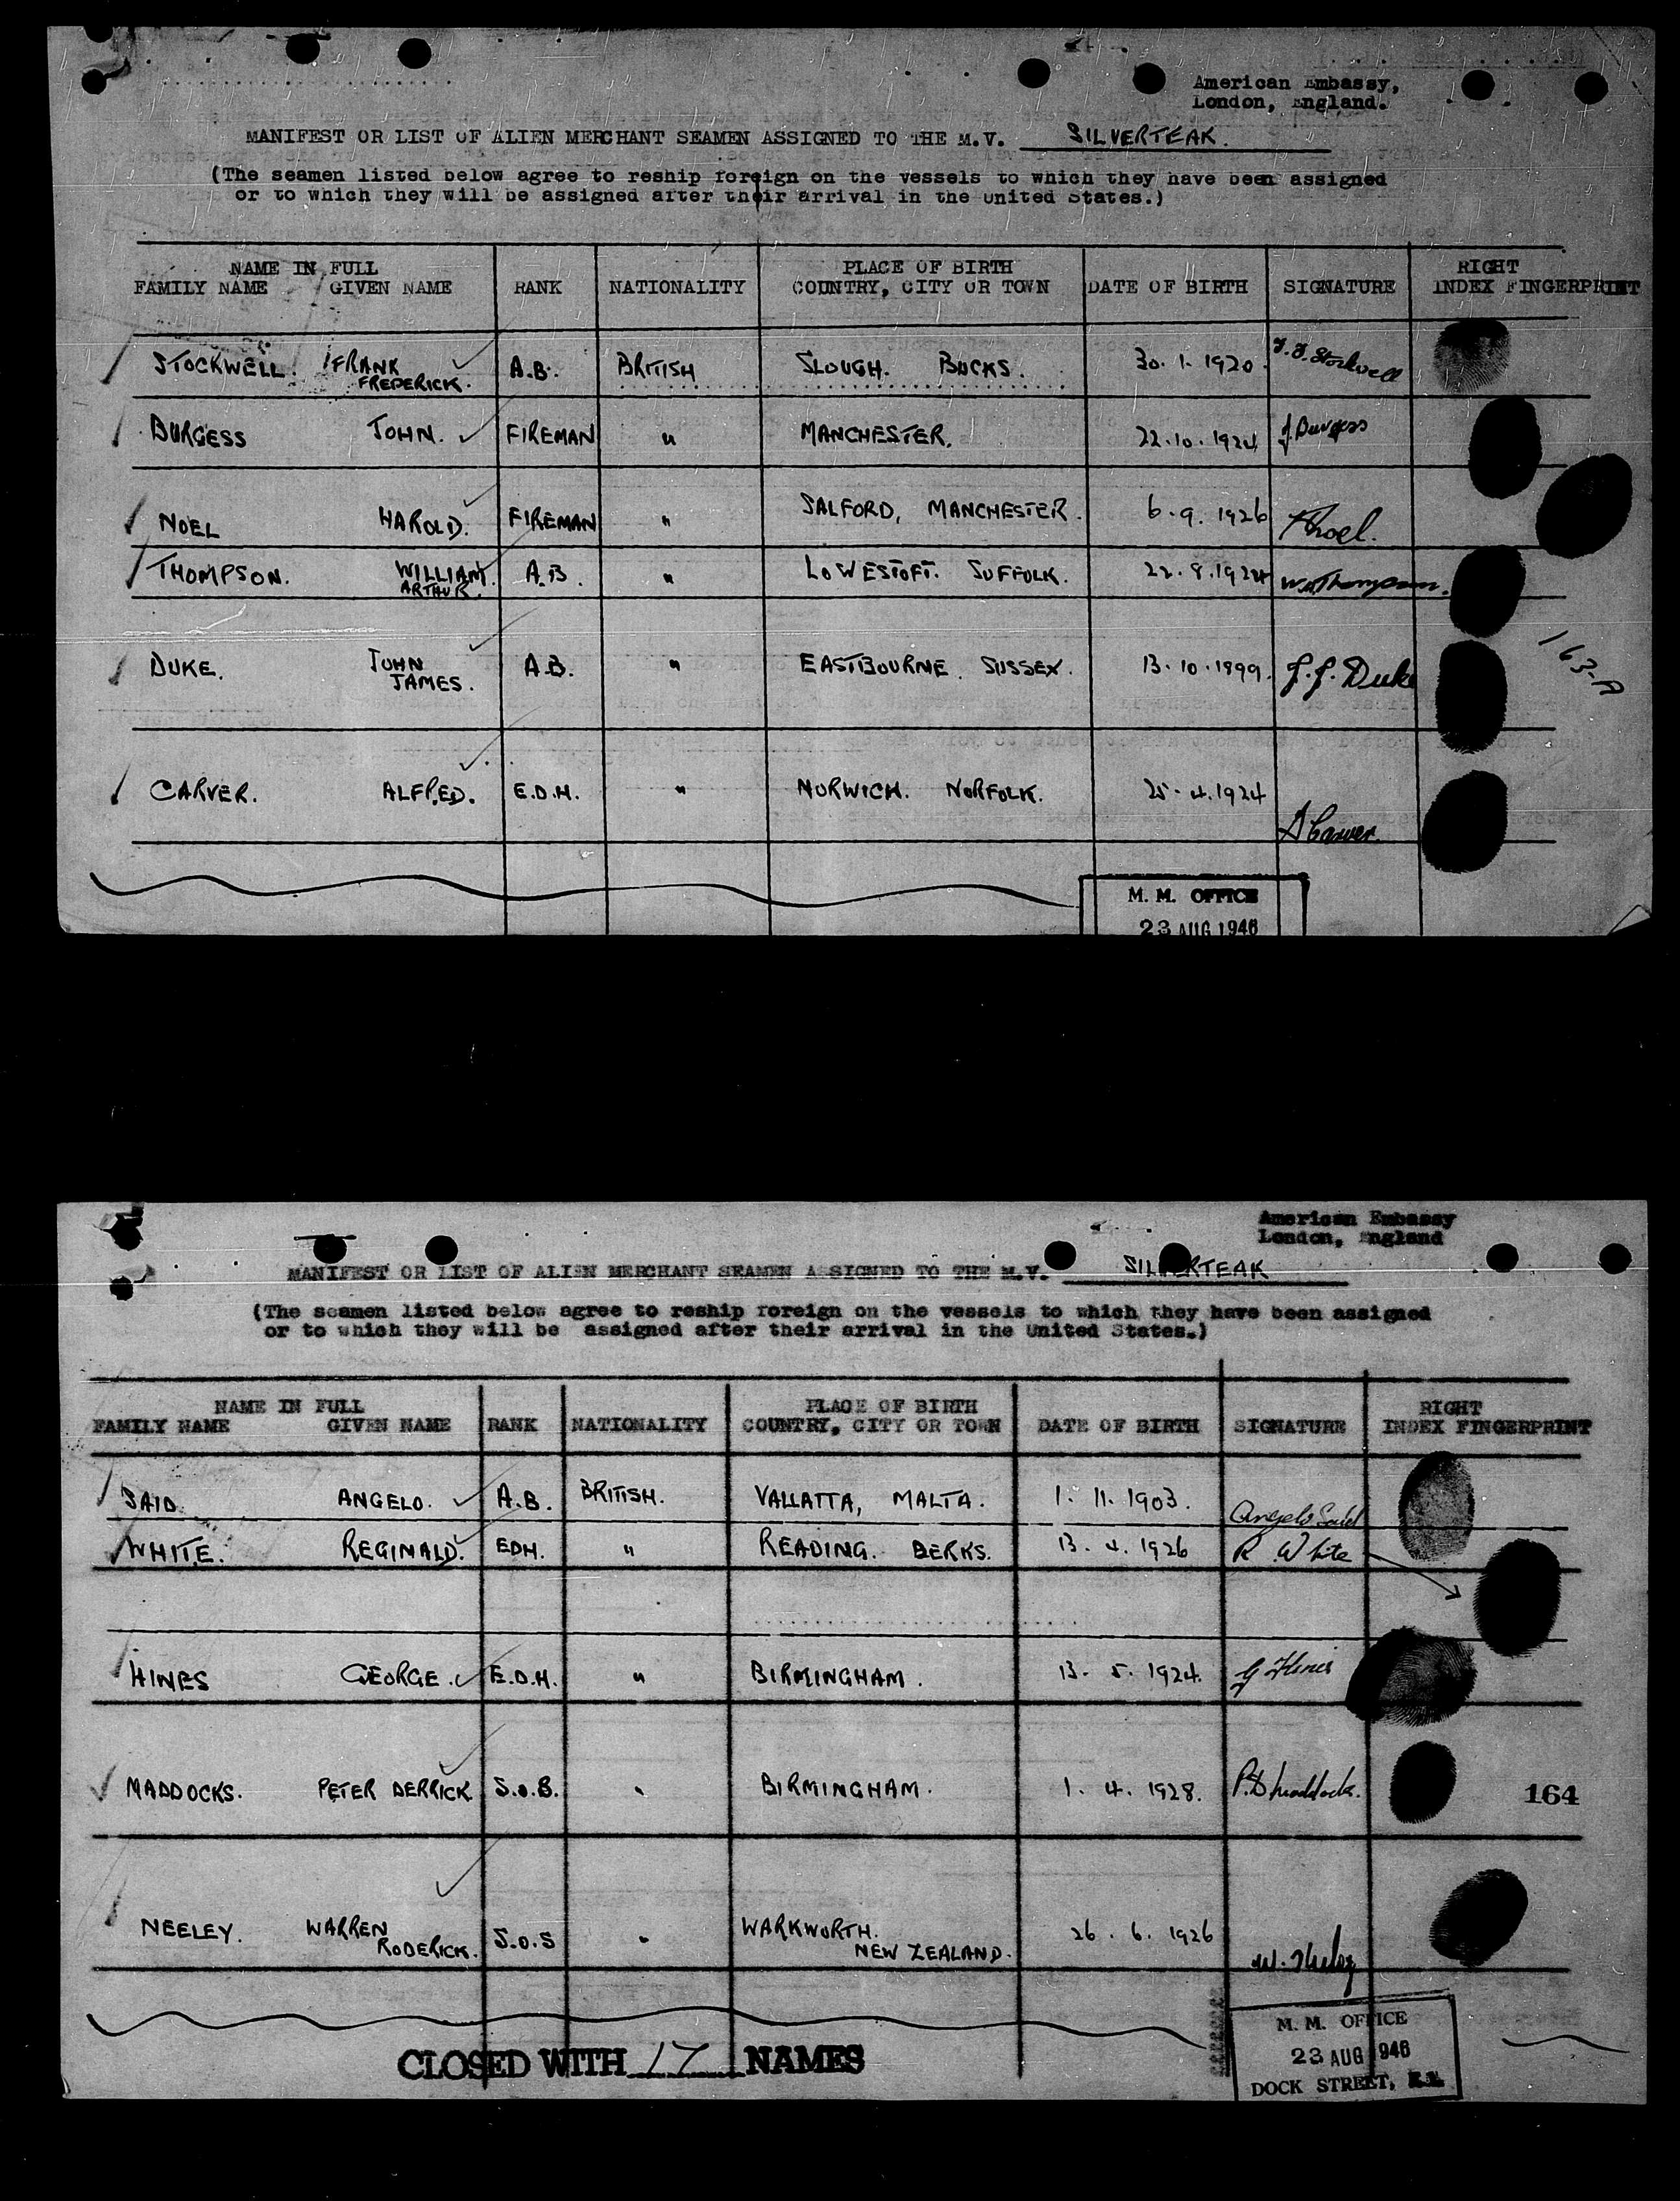 American Embassy,
London, England.
MANIFEST OR LIST OF ALIEN MERCHANT SEAMEN ASSIGNED TO THE M.V. SILVERTEAK.
(The seamen listed below agree to reship foreign on the vessels to which they have been assigned
or to which they will be assigned after their arrival in the United States.)
NAME IN FULL PLACE OF BIRTH RIGHT
FAMILY NAME GIVEN NAME RANK NATIONALITY COUNTRY, CITY OR TOWN DATE OF BIRTH SIGNATURE INDEX FINGERPRINT
STOCKWELL. FRANK FREDERICK. A.B. BRITISH SLOUGH. BUCKS. 30.1.1920. F. F. Stockwell
BURGESS JOHN. FIREMAN " MANCHESTER. 22.10.1924 J. Burgess
NOEL HAROLD. FIREMAN " SALFORD, MANCHESTER. 6.9.1926 H Noel.
THOMPSON. WILLIAM. ARTHUR. A.B. " LOWESTOFT. SUFFOLK. 22.8.1924 W.A. Thompson.
DUKE. JOHN JAMES. A.B. " EASTBOURNE. SUSSEX. 13.10.1899. J. J. Duke
163-A
CARVER. ALFRED. E.D.H. " NORWICH. NORFOLK. 25.4.1924 A Carver.
M. M. OFFICE
23 AUG 1946
American Embassy
London, England
MANIFEST OR LIST OF ALIEN MERCHANT SEAMEN ASSIGNED TO THE M.V. SILVERTEAK
(The seamen listed below agree to reship foreign on the vessels to which they have been assigned
or to which they will be assigned after their arrival in the United States.)
NAME IN FULL PLACE OF BIRTH RIGHT
FAMILY NAME GIVEN NAME RANK NATIONALITY COUNTRY, CITY OR TOWN DATE OF BIRTH SIGNATURE INDEX FINGERPRINT
SAID. ANGELO. A.B. BRITISH. VALLATTA, MALTA. 1.11.1903. Angelo Said
WHITE. REGINALD. EDH. " READING. BERKS. 13.4.1926 R White
HINES GEORGE. E.D.H. " BIRMINGHAM. 13.5.1924. G Hines
MADDOCKS. PETER DERRICK S.O.B. " BIRMINGHAM. 1.4.1928. P.D Maddocks.
164
NEELEY. WARREN RODERICK. S.O.S " WARKWORTH. NEW ZEALAND. 26.6.1926 W. Neeley
CLOSED WITH 17 NAMES
M. M. OFFICE
23 AUG 1946
DOCK STREET,